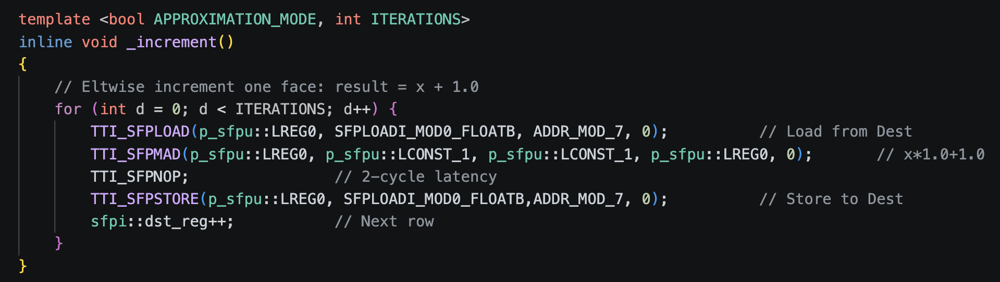 template <bool APPROXIMATION_MODE, int ITERATIONS>
inline void _increment()
{
    // Eltwise increment one face: result = x + 1.0
    for (int d = 0; d < ITERATIONS; d++) {
        TTI_SFPLOAD(p_sfpu::LREG0, SFPLOADI_MOD0_FLOATB, ADDR_MOD_7, 0);          // Load from Dest
        TTI_SFPMAD(p_sfpu::LREG0, p_sfpu::LCONST_1, p_sfpu::LCONST_1, p_sfpu::LREG0, 0);       // x*1.0+1.0
        TTI_SFPNOP;                // 2-cycle latency
        TTI_SFPSTORE(p_sfpu::LREG0, SFPLOADI_MOD0_FLOATB,ADDR_MOD_7, 0);          // Store to Dest
        sfpi::dst_reg++;           // Next row
    }
}